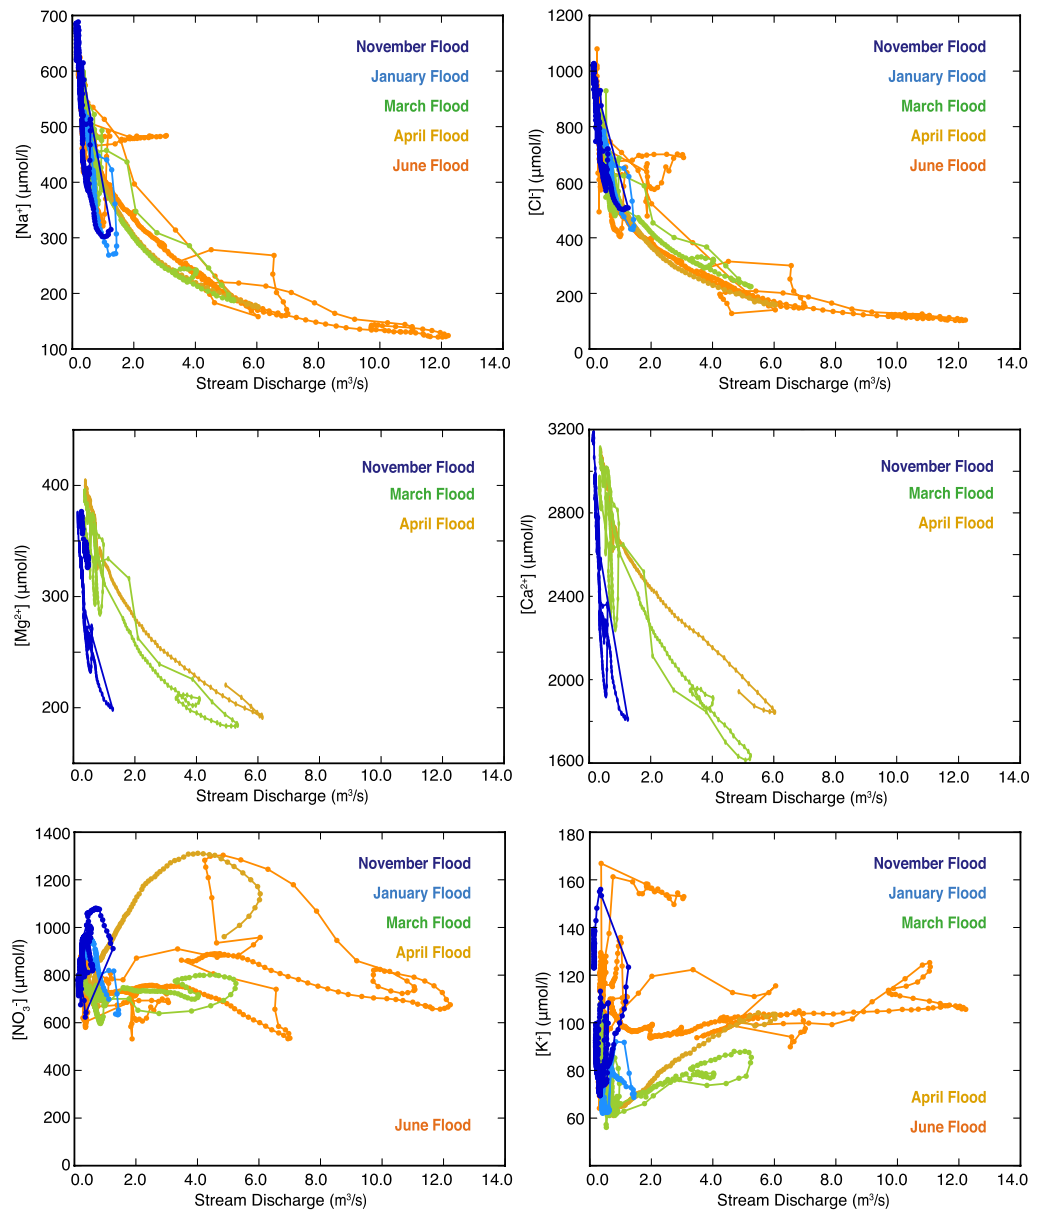 700
600
500
400
300
200
100
[Na⁺] (µmol/l)
November Flood
January Flood
March Flood
April Flood
June Flood
0.0 2.0 4.0 6.0 8.0 10.0 12.0 14.0
Stream Discharge (m³/s)
1200
1000
800
600
400
200
0
[Cl⁻] (µmol/l)
November Flood
January Flood
March Flood
April Flood
June Flood
0.0 2.0 4.0 6.0 8.0 10.0 12.0 14.0
Stream Discharge (m³/s)
400
300
200
[Mg²⁺] (µmol/l)
November Flood
March Flood
April Flood
0.0 2.0 4.0 6.0 8.0 10.0 12.0 14.0
Stream Discharge (m³/s)
3200
2800
2400
2000
1600
[Ca²⁺] (µmol/l)
November Flood
March Flood
April Flood
0.0 2.0 4.0 6.0 8.0 10.0 12.0 14.0
Stream Discharge (m³/s)
1400
1200
1000
800
600
400
200
0
[NO₃⁻] (µmol/l)
November Flood
January Flood
March Flood
April Flood
June Flood
0.0 2.0 4.0 6.0 8.0 10.0 12.0 14.0
Stream Discharge (m³/s)
180
160
140
120
100
80
60
[K⁺] (µmol/l)
November Flood
January Flood
March Flood
April Flood
June Flood
0.0 2.0 4.0 6.0 8.0 10.0 12.0 14.0
Stream Discharge (m³/s)